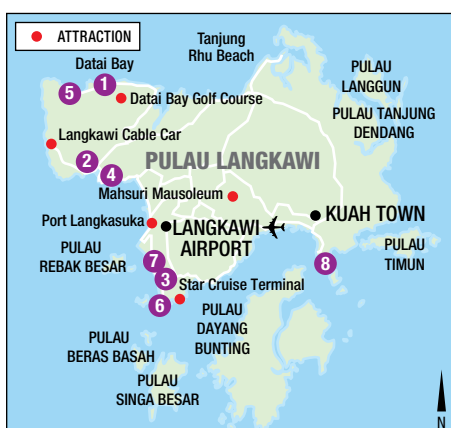 ATTRACTION
Tanjung
Rhu Beach
Datai Bay
1
5
Datai Bay Golf Course
PULAU
LANGGUN
PULAU TANJUNG
DENDANG
Langkawi Cable Car
2
4
PULAU LANGKAWI
Mahsuri Mausoleum
Port Langkasuka
LANGKAWI
AIRPORT
KUAH TOWN
PULAU
REBAK BESAR
PULAU
TIMUN
7
3
8
Star Cruise Terminal
6
PULAU
DAYANG
BUNTING
PULAU
BERAS BASAH
PULAU
SINGA BESAR
N